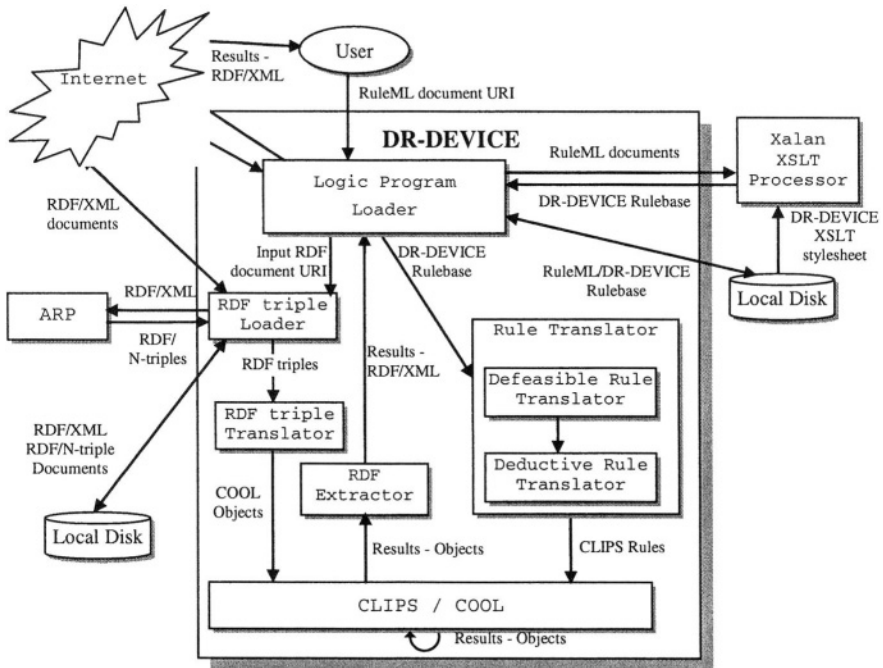 Internet
Results -
RDF/XML
User
RuleML document URI
DR-DEVICE
Logic Program
Loader
RuleML documents
DR-DEVICE Rulebase
Xalan
XSLT
Processor
DR-DEVICE
XSLT
stylesheet
Local Disk
RDF/XML
documents
Input RDF
document URI
DR-DEVICE
Rulebase
RuleML/DR-DEVICE
Rulebase
ARP
RDF/XML
RDF/
N-triples
RDF triple
Loader
RDF triples
Results -
RDF/XML
Rule Translator
Defeasible Rule
Translator
Deductive Rule
Translator
RDF triple
Translator
RDF/XML
RDF/N-triple
Documents
Local Disk
COOL
Objects
RDF
Extractor
Results - Objects
CLIPS Rules
CLIPS / COOL
Results - Objects